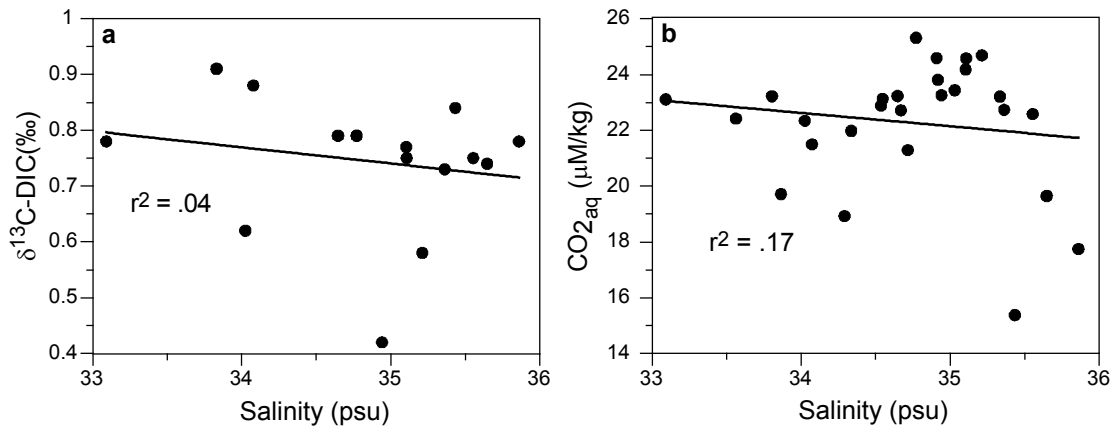 a
1
0.9
0.8
0.7
0.6
0.5
0.4
δ¹³C-DIC(‰)
r² = .04
33
34
35
36
Salinity (psu)
b
26
24
22
20
18
16
14
CO₂aq (μM/kg)
r² = .17
33
34
35
36
Salinity (psu)